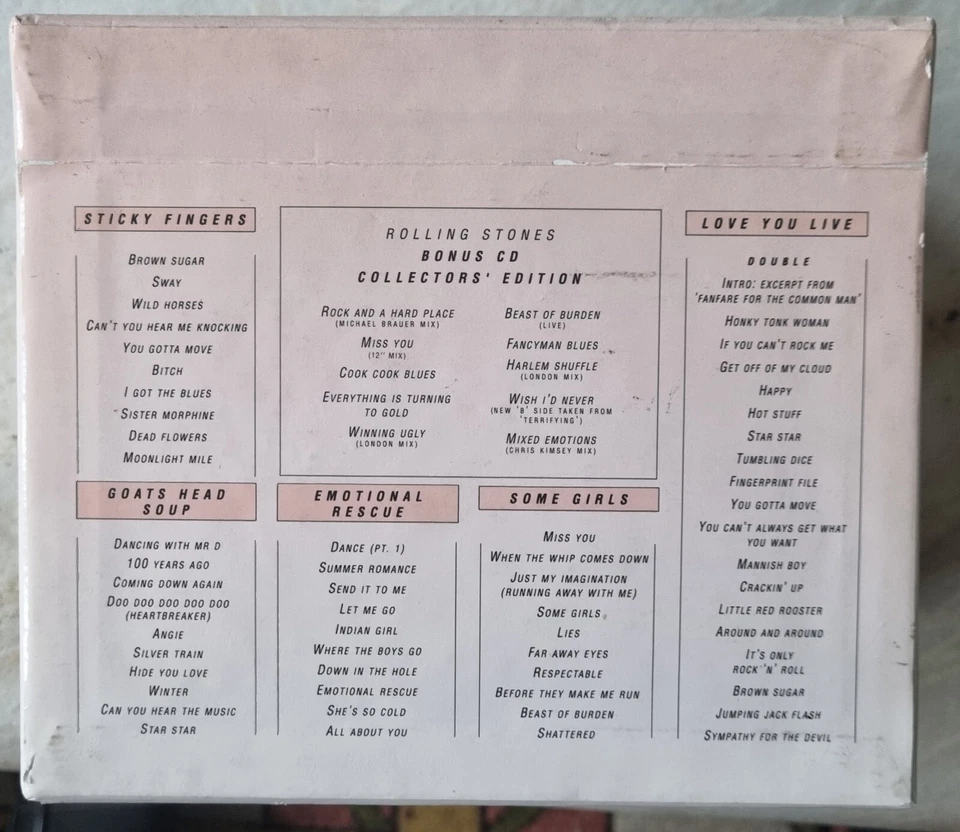 STICKY FINGERS
BROWN SUGAR
SWAY
WILD HORSES
CAN'T YOU HEAR ME KNOCKING
YOU GOTTA MOVE
BITCH
I GOT THE BLUES
SISTER MORPHINE
DEAD FLOWERS
MOONLIGHT MILE
ROLLING STONES
BONUS CD
COLLECTORS' EDITION
ROCK AND A HARD PLACE
(MICHAEL BRAUER MIX)
MISS YOU
(12" MIX)
COOK COOK BLUES
EVERYTHING IS TURNING
TO GOLD
WINNING UGLY
(LONDON MIX)
BEAST OF BURDEN
(LIVE)
FANCYMAN BLUES
HARLEM SHUFFLE
(LONDON MIX)
WISH I'D NEVER
(NEW 'B' SIDE TAKEN FROM
'TERRIFYING')
MIXED EMOTIONS
(CHRIS KIMSEY MIX)
LOVE YOU LIVE
DOUBLE
INTRO: EXCERPT FROM
'FANFARE FOR THE COMMON MAN'
HONKY TONK WOMAN
IF YOU CAN'T ROCK ME
GET OFF OF MY CLOUD
HAPPY
HOT STUFF
STAR STAR
TUMBLING DICE
FINGERPRINT FILE
YOU GOTTA MOVE
YOU CAN'T ALWAYS GET WHAT
YOU WANT
MANNISH BOY
CRACKIN' UP
LITTLE RED ROOSTER
AROUND AND AROUND
IT'S ONLY
ROCK 'N' ROLL
BROWN SUGAR
JUMPING JACK FLASH
SYMPATHY FOR THE DEVIL
GOATS HEAD
SOUP
DANCING WITH MR D
100 YEARS AGO
COMING DOWN AGAIN
DOO DOO DOO DOO DOO
(HEARTBREAKER)
ANGIE
SILVER TRAIN
HIDE YOU LOVE
WINTER
CAN YOU HEAR THE MUSIC
STAR STAR
EMOTIONAL
RESCUE
DANCE (PT. 1)
SUMMER ROMANCE
SEND IT TO ME
LET ME GO
INDIAN GIRL
WHERE THE BOYS GO
DOWN IN THE HOLE
EMOTIONAL RESCUE
SHE'S SO COLD
ALL ABOUT YOU
SOME GIRLS
MISS YOU
WHEN THE WHIP COMES DOWN
JUST MY IMAGINATION
(RUNNING AWAY WITH ME)
SOME GIRLS
LIES
FAR AWAY EYES
RESPECTABLE
BEFORE THEY MAKE ME RUN
BEAST OF BURDEN
SHATTERED